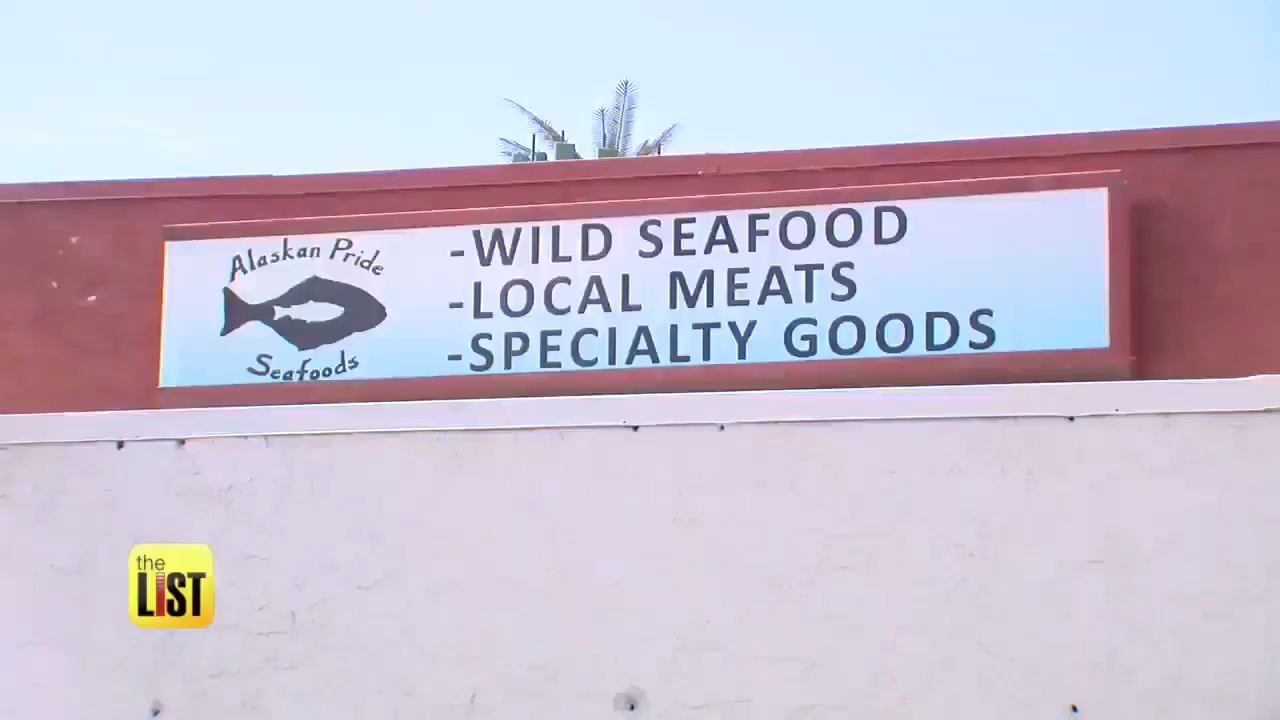 Alaskan Pride
Seafoods
-WILD SEAFOOD
-LOCAL MEATS
-SPECIALTY GOODS
the
LiST